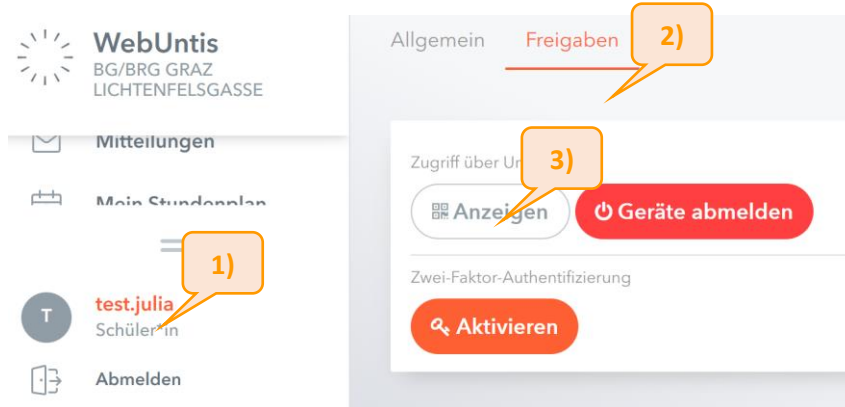 WebUntis
BG/BRG GRAZ
LICHTENFELSGASSE
Mitteilungen
Mein Stundenplan
1)
T
test.julia
Schüler*in
Abmelden
Allgemein Freigaben 2)
Zugriff über 3)
Anzeigen Geräte abmelden
Zwei-Faktor-Authentifizierung
Aktivieren